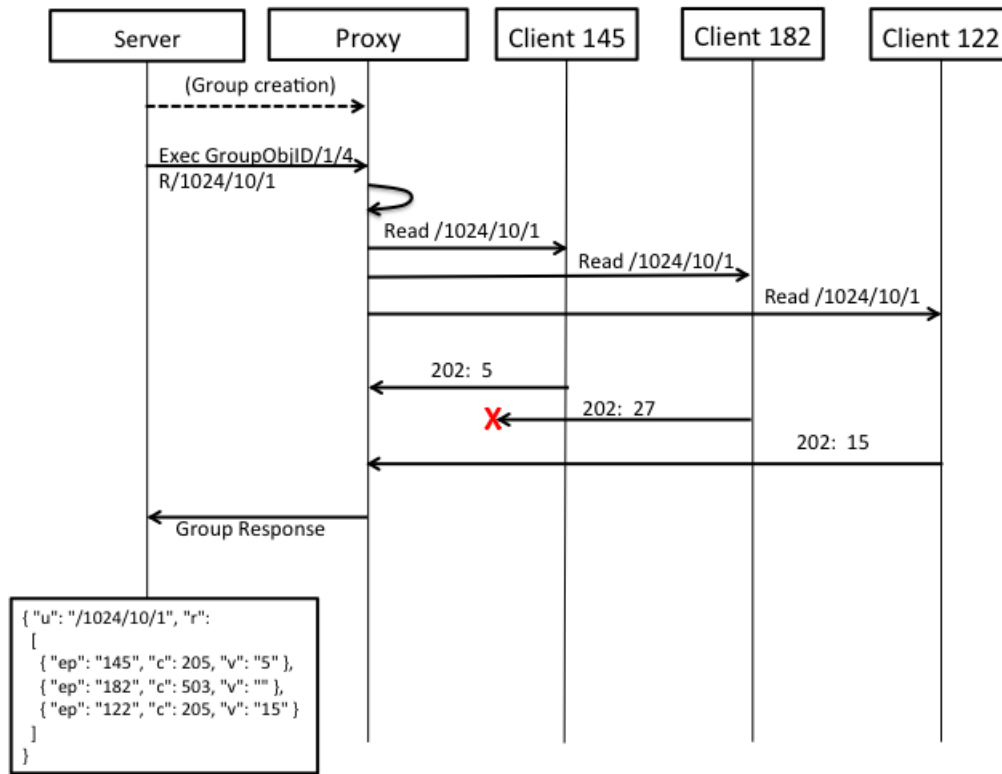 Server
Proxy
Client 145
Client 182
Client 122
(Group creation)
Exec GroupObjID/1/4
R/1024/10/1
Read /1024/10/1
Read /1024/10/1
Read /1024/10/1
202: 5
X
202: 27
202: 15
Group Response
{ "u": "/1024/10/1", "r":
[
{ "ep": "145", "c": 205, "v": "5" },
{ "ep": "182", "c": 503, "v": "" },
{ "ep": "122", "c": 205, "v": "15" }
]
}